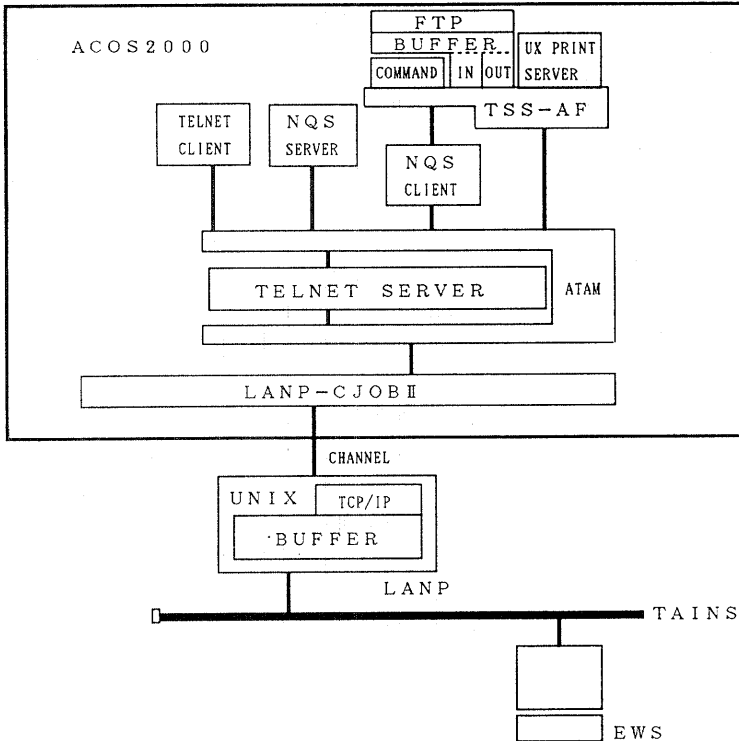 FTP
BUFFER
ACOS2000
UX PRINT
SERVER
COMMAND
IN
OUT
TSS-AF
TELNET
CLIENT
NQS
SERVER
NQS
CLIENT
TELNET SERVER
ATAM
LANP-CJOBⅡ
CHANNEL
UNIX
TCP/IP
BUFFER
LANP
TAINS
EWS